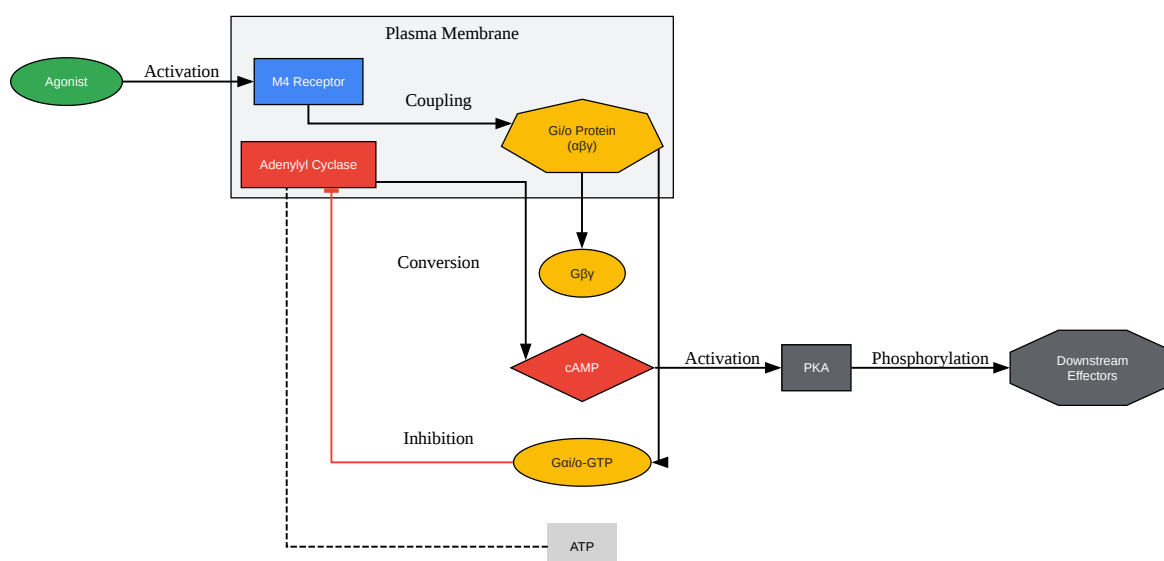 Plasma Membrane
Agonist
Activation
M4 Receptor
Coupling
Gi/o Protein
(αβγ)
Adenylyl Cyclase
Conversion
Gβγ
cAMP
Activation
PKA
Phosphorylation
Downstream
Effectors
Inhibition
Gαi/o-GTP
ATP